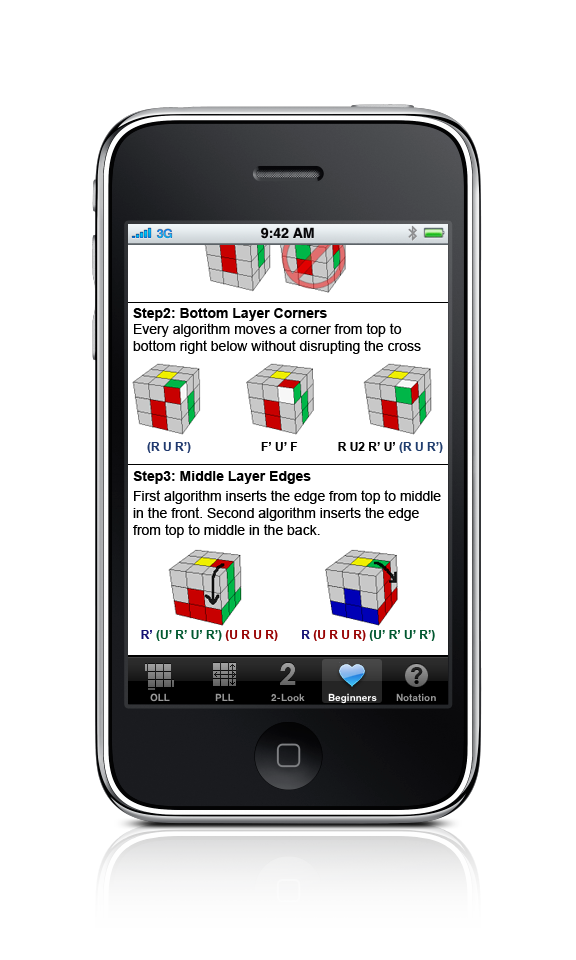 3G 9:42 AM
Step2: Bottom Layer Corners
Every algorithm moves a corner from top to
bottom right below without disrupting the cross
(R U R’) F’ U’ F R U2 R’ U’ (R U R’)
Step3: Middle Layer Edges
First algorithm inserts the edge from top to middle
in the front. Second algorithm inserts the edge
from top to middle in the back.
R’ (U’ R’ U’ R’) (U R U R) R (U R U R) (U’ R’ U’ R’)
2
?
OLL PLL 2-Look Beginners Notation